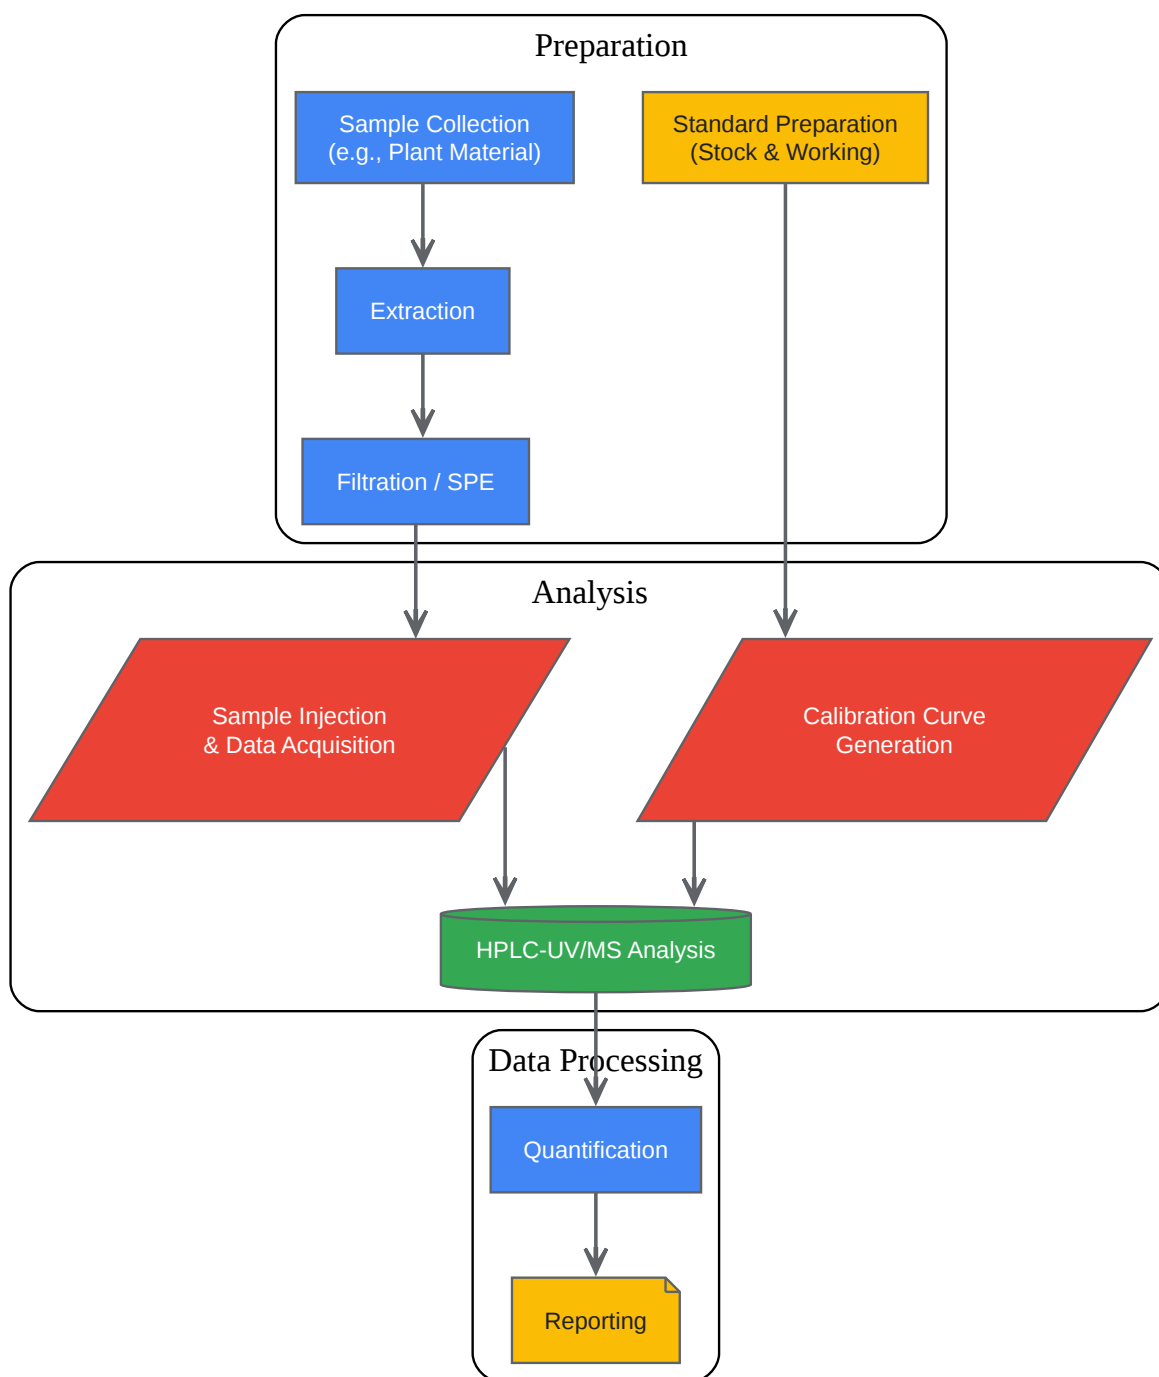 Preparation
Sample Collection
(e.g., Plant Material)
Standard Preparation
(Stock & Working)
Extraction
Filtration / SPE
Analysis
Sample Injection
& Data Acquisition
Calibration Curve
Generation
HPLC-UV/MS Analysis
Data Processing
Quantification
Reporting